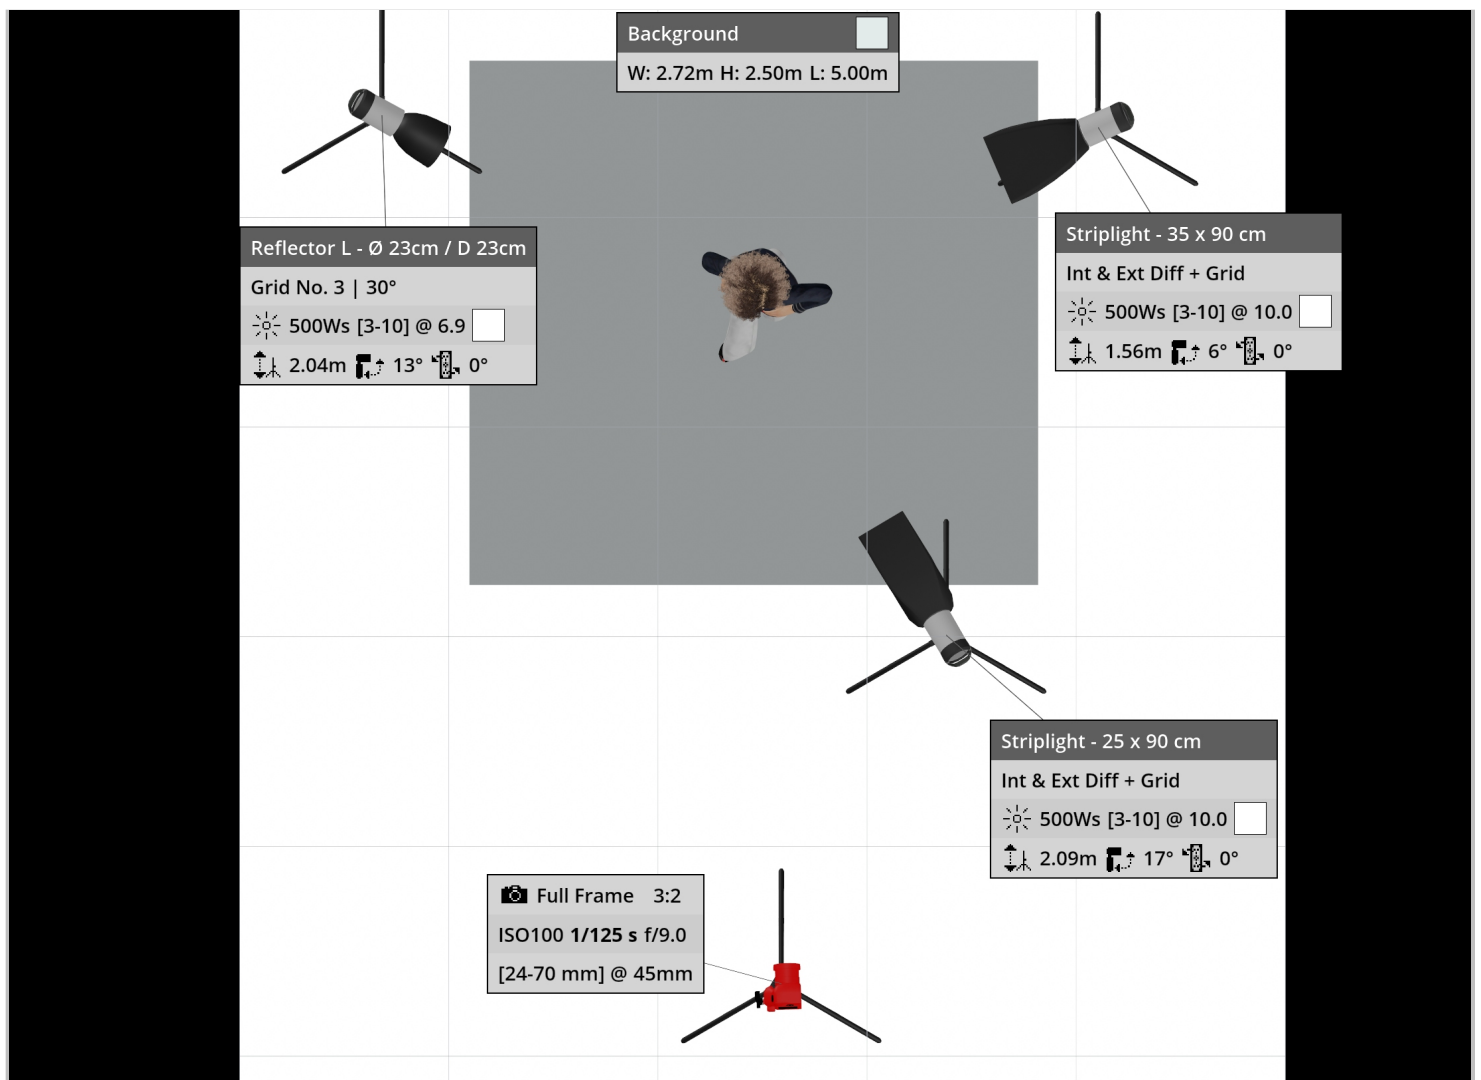 Background
W: 2.72m H: 2.50m L: 5.00m
Reflector L - Ø 23cm / D 23cm
Grid No. 3 | 30°
500Ws [3-10] @ 6.9
2.04m 13° 0°
Striplight - 35 x 90 cm
Int & Ext Diff + Grid
500Ws [3-10] @ 10.0
1.56m 6° 0°
Striplight - 25 x 90 cm
Int & Ext Diff + Grid
500Ws [3-10] @ 10.0
2.09m 17° 0°
Full Frame 3:2
ISO100 1/125 s f/9.0
[24-70 mm] @ 45mm